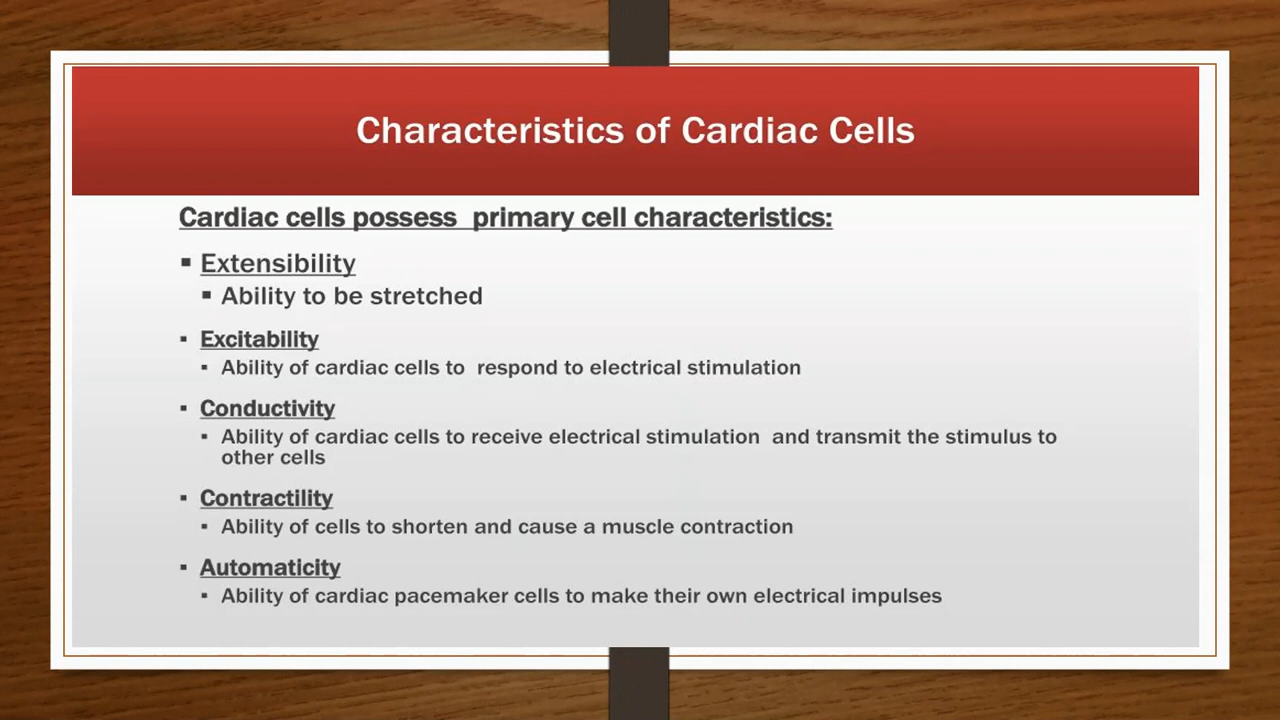 Characteristics of Cardiac Cells
Cardiac cells possess  primary cell characteristics:
▪ Extensibility
▪ Ability to be stretched
▪ Excitability
▪ Ability of cardiac cells to  respond to electrical stimulation
▪ Conductivity
▪ Ability of cardiac cells to receive electrical stimulation  and transmit the stimulus to
other cells
▪ Contractility
▪ Ability of cells to shorten and cause a muscle contraction
▪ Automaticity
▪ Ability of cardiac pacemaker cells to make their own electrical impulses